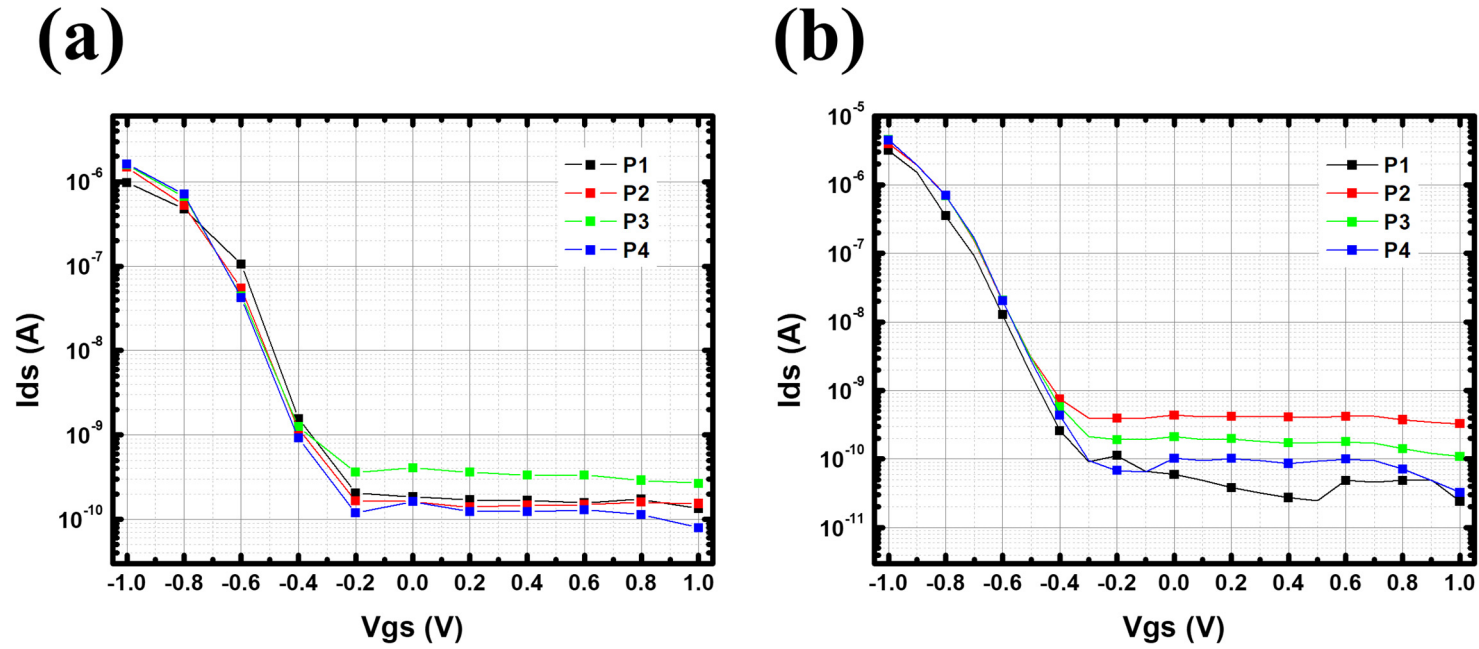 (a)
(b)
P1
P2
P3
P4
10⁻⁶
10⁻⁷
10⁻⁸
10⁻⁹
10⁻¹⁰
Ids (A)
-1.0 -0.8 -0.6 -0.4 -0.2 0.0 0.2 0.4 0.6 0.8 1.0
Vgs (V)
P1
P2
P3
P4
10⁻⁵
10⁻⁶
10⁻⁷
10⁻⁸
10⁻⁹
10⁻¹⁰
10⁻¹¹
Ids (A)
-1.0 -0.8 -0.6 -0.4 -0.2 0.0 0.2 0.4 0.6 0.8 1.0
Vgs (V)